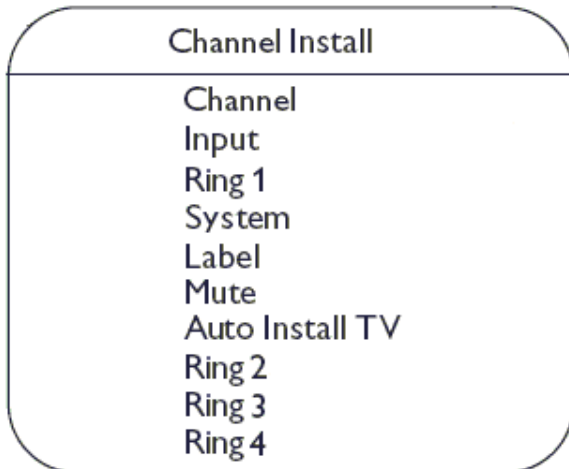 Channel Install
Channel
Input
Ring 1
System
Label
Mute
Auto Install TV
Ring 2
Ring 3
Ring 4